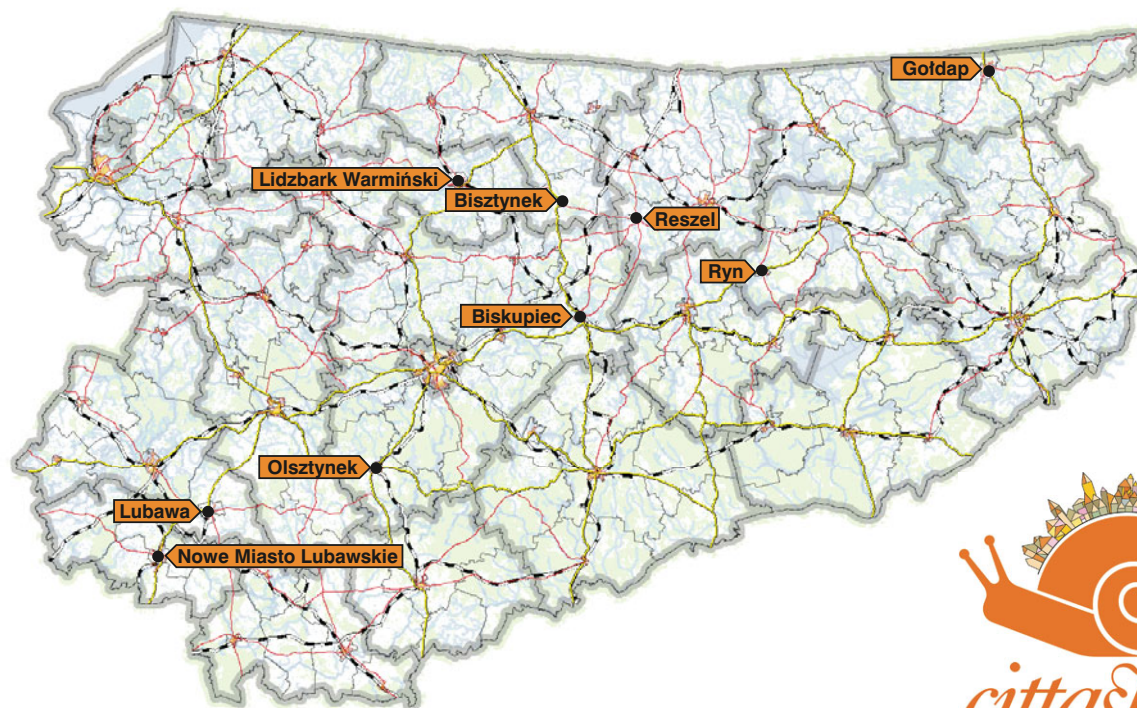 Gołdap
Lidzbark Warmiński
Bisztynek
Reszel
Ryn
Biskupiec
Olsztynek
Lubawa
Nowe Miasto Lubawskie